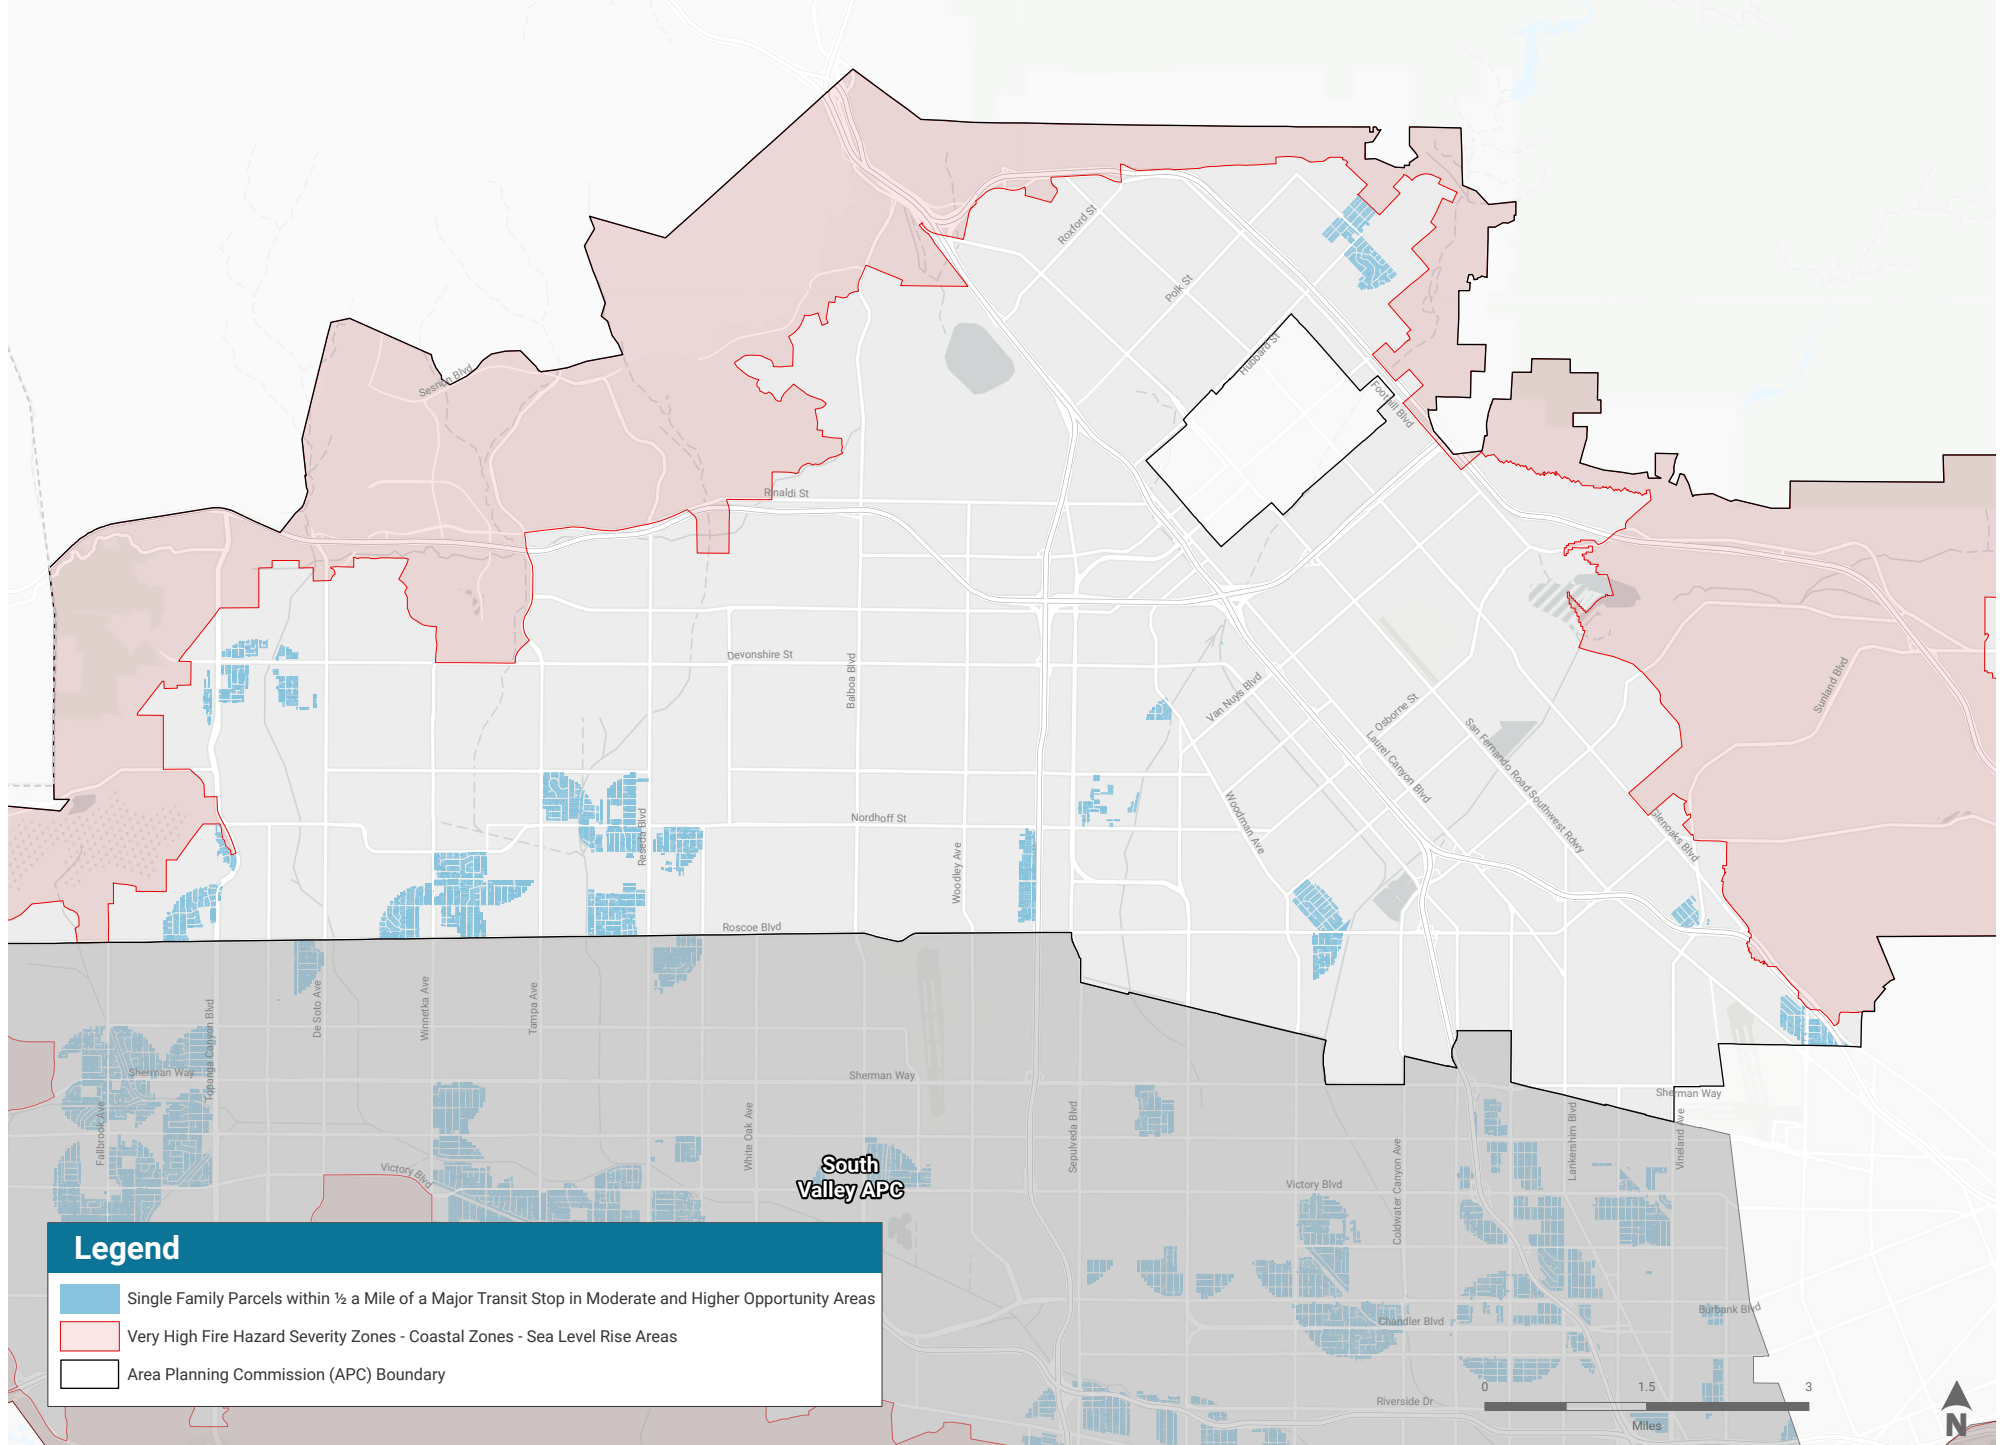 Roxford St
Polk St
Hubbard St
Foothill Blvd
Sesnon Blvd
Rinaldi St
Devonshire St
Balboa Blvd
Van Nuys Blvd
Osborne St
Laurel Canyon Blvd
San Fernando Road Southwest Rdwy
Sunland Blvd
Glenoaks Blvd
Woodman Ave
Nordhoff St
Reseda Blvd
Woodley Ave
Roscoe Blvd
Topanga Canyon Blvd
De Soto Ave
Winnetka Ave
Tampa Ave
Sherman Way
Sherman Way
Sherman Way
Fallbrook Ave
White Oak Ave
Sepulveda Blvd
Coldwater Canyon Ave
Lankershim Blvd
Vineland Ave
Victory Blvd
Victory Blvd
South
Valley APC
Burbank Blvd
Chandler Blvd
Riverside Dr
Legend
Single Family Parcels within ½ a Mile of a Major Transit Stop in Moderate and Higher Opportunity Areas
Very High Fire Hazard Severity Zones - Coastal Zones - Sea Level Rise Areas
Area Planning Commission (APC) Boundary
0 1.5 3
Miles
N